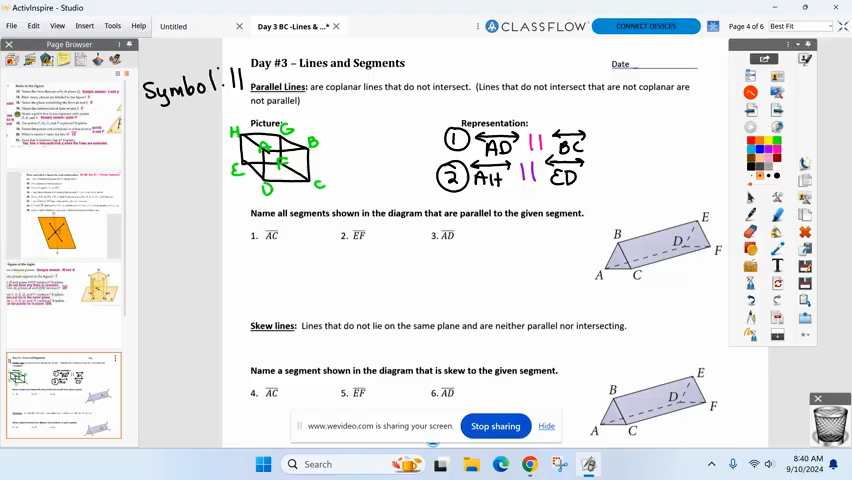 ActivInspire - Studio
File Edit View Insert Tools Help
Untitled
Day 3 BC -Lines & ...*
CLASSFLOW
CONNECT DEVICES
Page 4 of 6
Best Fit
Page Browser
Day #3 – Lines and Segments
Date
Symbol: ||
Parallel Lines: are coplanar lines that do not intersect. (Lines that do not intersect that are not coplanar are
not parallel)
Picture:
Representation:
H G
A B
E F
D C
① AD || BC
② AH || ED
Name all segments shown in the diagram that are parallel to the given segment.
1. AC 2. EF 3. AD
E
B
D
F
A C
Skew lines: Lines that do not lie on the same plane and are neither parallel nor intersecting.
Name a segment shown in the diagram that is skew to the given segment.
4. AC 5. EF 6. AD
E
B
D
F
A C
www.wevideo.com is sharing your screen.
Stop sharing
Hide
Search
8:40 AM
9/10/2024